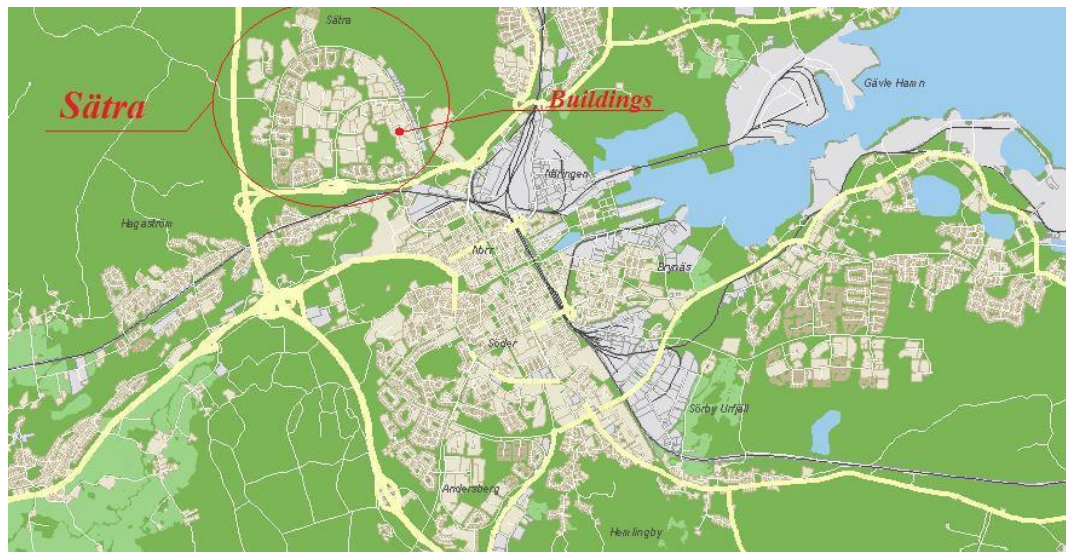 Sätra
Gävle Hamn
Sätra
Buildings
Näringen
Hagaström
Norr
Brynäs
Söder
Sörby Urfjäll
Andersberg
Hemlingby